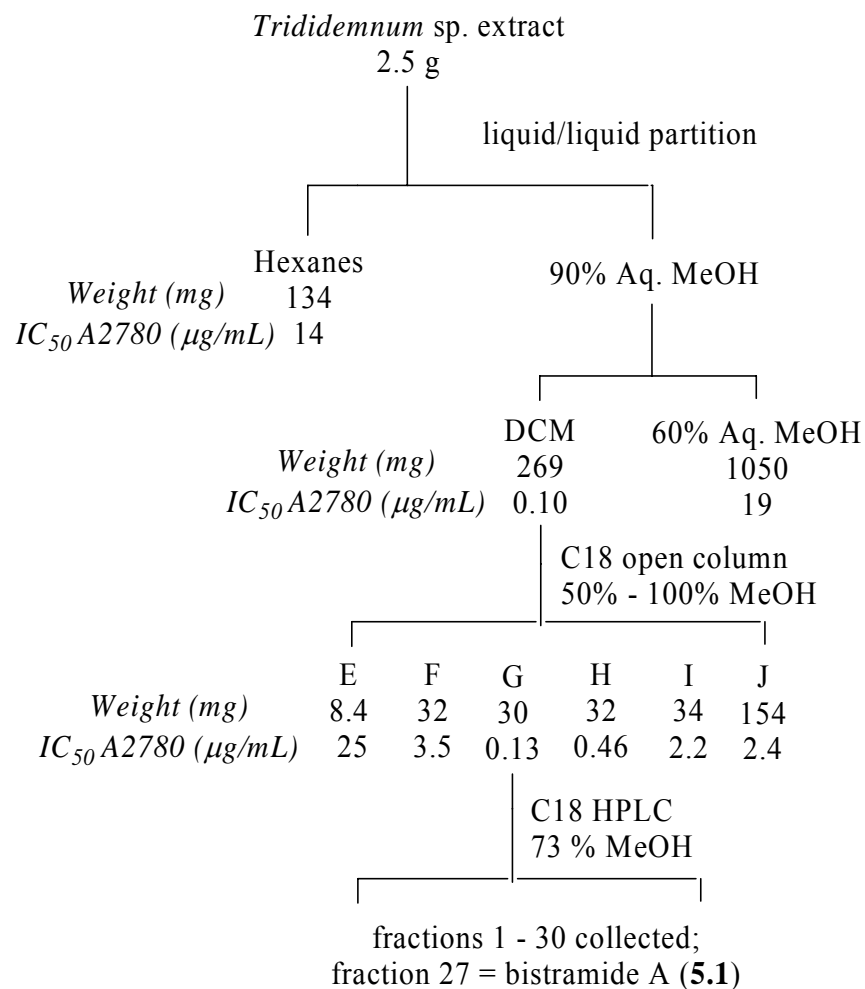 Trididemnum sp. extract
2.5 g
liquid/liquid partition
Hexanes
90% Aq. MeOH
Weight (mg) 134
IC50 A2780 (μg/mL) 14
DCM 60% Aq. MeOH
Weight (mg) 269 1050
IC50 A2780 (μg/mL) 0.10 19
C18 open column
50% - 100% MeOH
E F G H I J
Weight (mg) 8.4 32 30 32 34 154
IC50 A2780 (μg/mL) 25 3.5 0.13 0.46 2.2 2.4
C18 HPLC
73 % MeOH
fractions 1 - 30 collected;
fraction 27 = bistramide A (5.1)